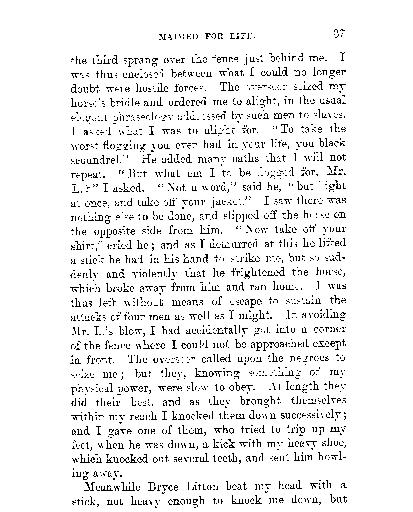 MAIMED FOR LIFE. 37
the third sprang over the fence just behind me. I
was thus enclosed between what I could no longer
doubt were hostile forces. The overseer seized my
horse's bridle and ordered me to alight, in the usual
elegant phraseology addressed by such men to slaves.
I asked what I was to alight for. "To take the
worst flogging you ever had in your life, you black
scoundrel." He added many oaths that I will not
repeat. "But what am I to be flogged for, Mr.
L.?" I asked. "Not a word," said he, "but 'light
at once, and take off your jacket." I saw there was
nothing else to be done, and slipped off the horse on
the opposite side from him. "Now take off your
shirt," cried he; and as I demurred at this he lifted
a stick he had in his hand to strike me, but so sud-
denly and violently that he frightened the horse,
which broke away from him and ran home. I was
thus left without means of escape to sustain the
attacks of four men as well as I might. In avoiding
Mr. L.'s blow, I had accidentally got into a corner
of the fence where I could not be approached except
in front. The overseer called upon the negroes to
seize me; but they, knowing something of my
physical power, were slow to obey. At length they
did their best, and as they brought themselves
within my reach I knocked them down successively;
and I gave one of them, who tried to trip up my
feet, when he was down, a kick with my heavy shoe,
which knocked out several teeth, and sent him howl-
ing away.
Meanwhile Bryce Litton beat my head with a
stick, not heavy enough to knock me down, but